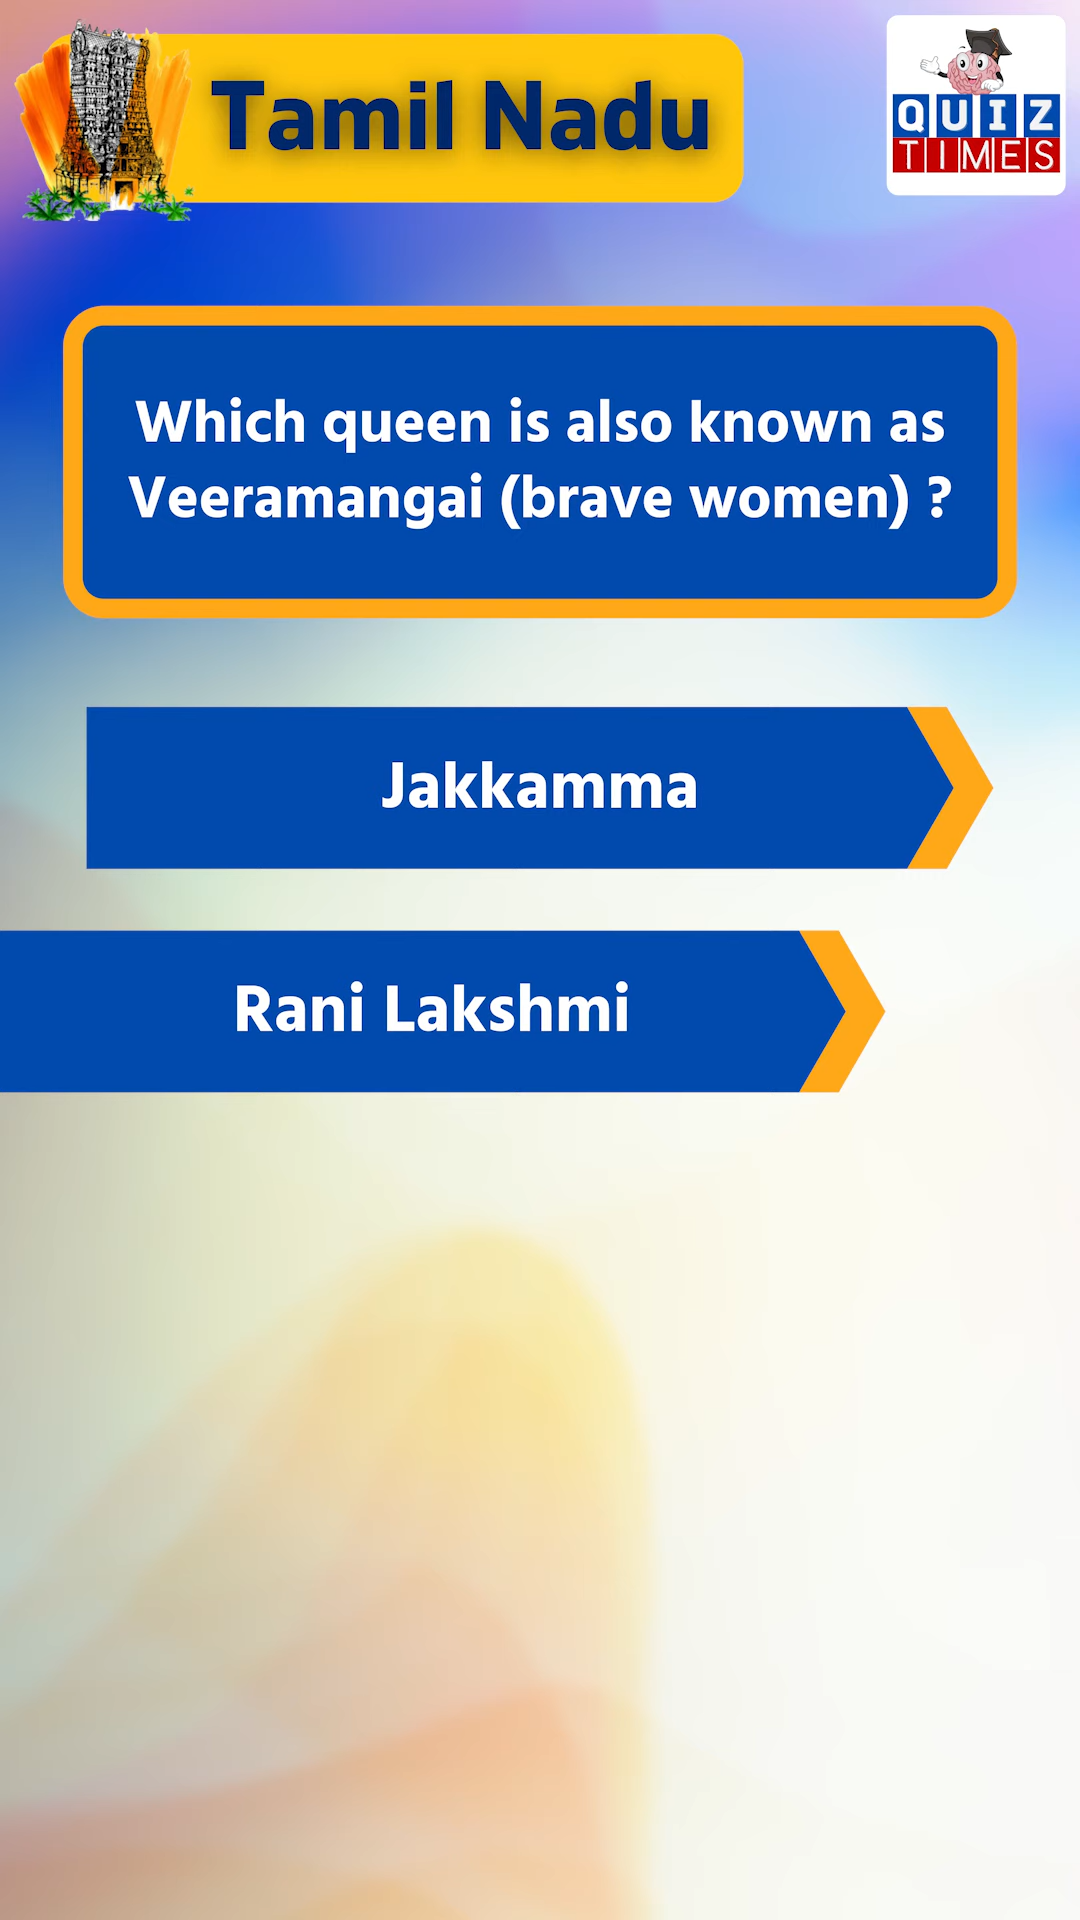 Tamil Nadu
QUIZ
TIMES
Which queen is also known as
Veeramangai (brave women) ?
Jakkamma
Rani Lakshmi